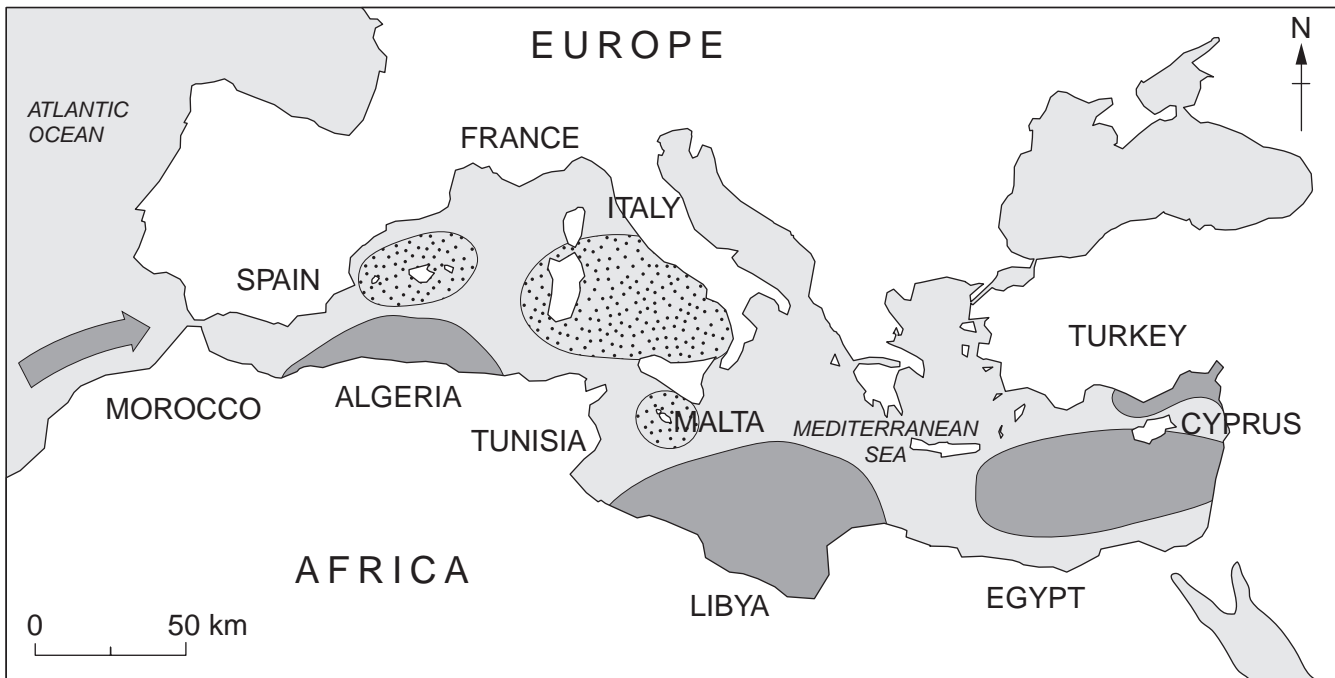 EUROPE
N
ATLANTIC
OCEAN
FRANCE
ITALY
SPAIN
TURKEY
MOROCCO
ALGERIA
TUNISIA
MALTA
MEDITERRANEAN
SEA
CYPRUS
AFRICA
LIBYA
EGYPT
0 50 km